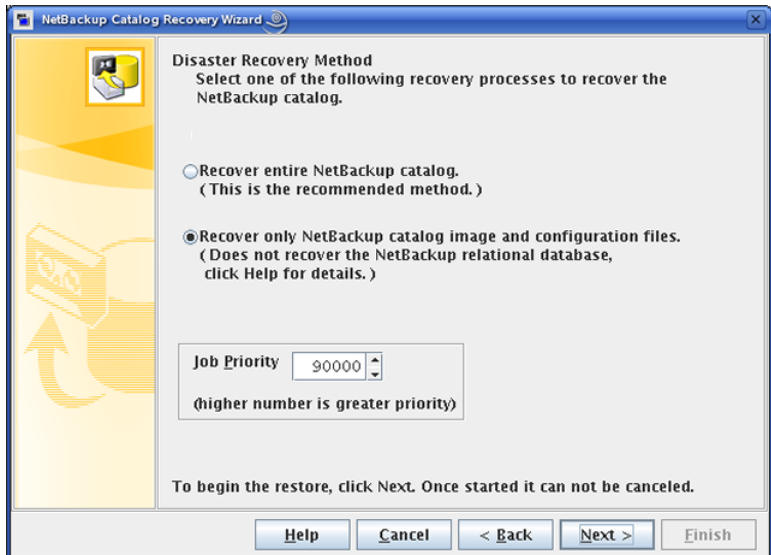 NetBackup Catalog Recovery Wizard
Disaster Recovery Method
Select one of the following recovery processes to recover the
NetBackup catalog.
Recover entire NetBackup catalog.
(This is the recommended method.)
Recover only NetBackup catalog image and configuration files.
(Does not recover the NetBackup relational database,
click Help for details.)
Job Priority 90000
(higher number is greater priority)
To begin the restore, click Next. Once started it can not be canceled.
Help Cancel < Back Next > Finish